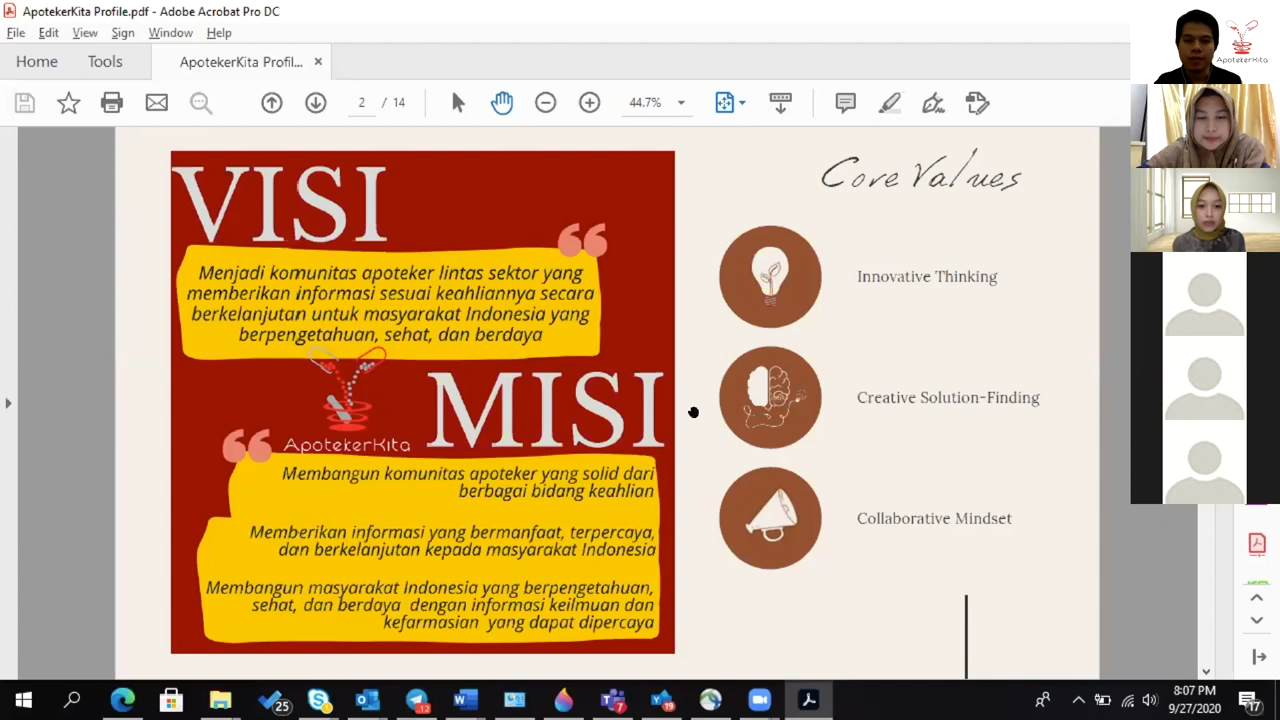 ApotekerKita Profile.pdf - Adobe Acrobat Pro DC
File Edit View Sign Window Help
Home Tools ApotekerKita Profil... ×
2 / 14 44.7%
VISI
Menjadi komunitas apoteker lintas sektor yang
memberikan informasi sesuai keahliannya secara
berkelanjutan untuk masyarakat Indonesia yang
berpengetahuan, sehat, dan berdaya
ApotekerKita
MISI
Membangun komunitas apoteker yang solid dari
berbagai bidang keahlian
Memberikan informasi yang bermanfaat, terpercaya,
dan berkelanjutan kepada masyarakat Indonesia
Membangun masyarakat Indonesia yang berpengetahuan,
sehat, dan berdaya dengan informasi keilmuan dan
kefarmasian yang dapat dipercaya
Core Values
Innovative Thinking
Creative Solution-Finding
Collaborative Mindset
ApotekerKita
25
12
7
19
8:07 PM
9/27/2020
17